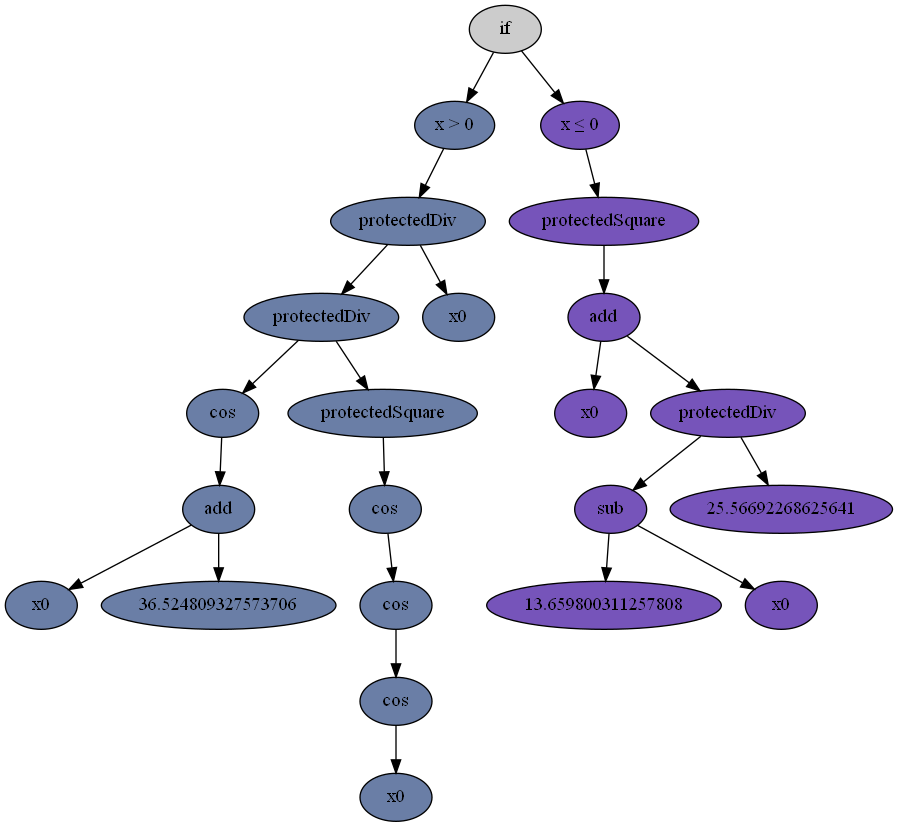 if
x > 0
x ≤ 0
protectedDiv
protectedSquare
protectedDiv
x0
add
cos
protectedSquare
x0
protectedDiv
add
cos
sub
25.56692268625641
x0
36.524809327573706
cos
13.659800311257808
x0
cos
x0